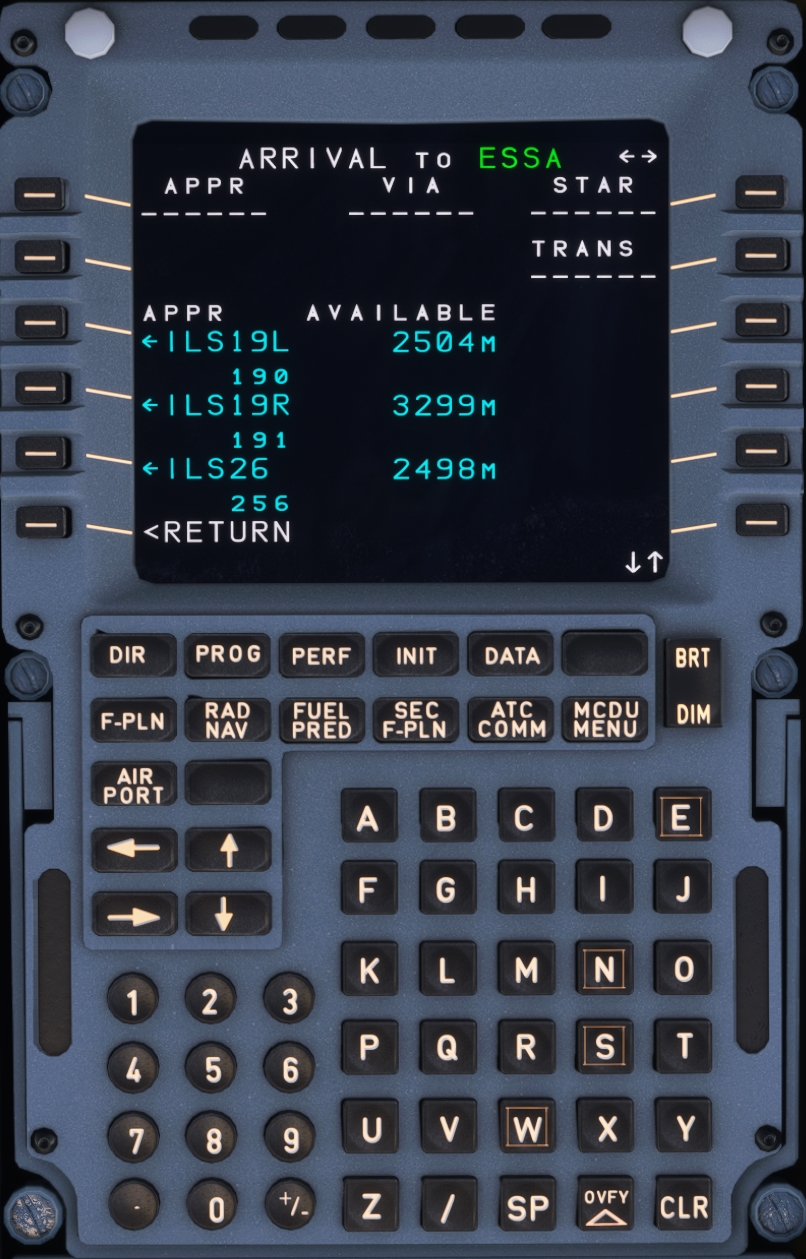 ARRIVAL TO ESSA ←→
APPR VIA STAR
------ ------ ------
TRANS
------
APPR AVAILABLE
←ILS19L 2504M
190
←ILS19R 3299M
191
←ILS26 2498M
256
<RETURN
↓↑
DIR PROG PERF INIT DATA BRT
F-PLN RAD NAV FUEL PRED SEC F-PLN ATC COMM MCDU MENU DIM
AIR PORT
← ↑
→ ↓
A B C D E
F G H I J
K L M N O
1 2 3
P Q R S T
4 5 6
U V W X Y
7 8 9
Z / SP OVFY CLR
. 0 +/-